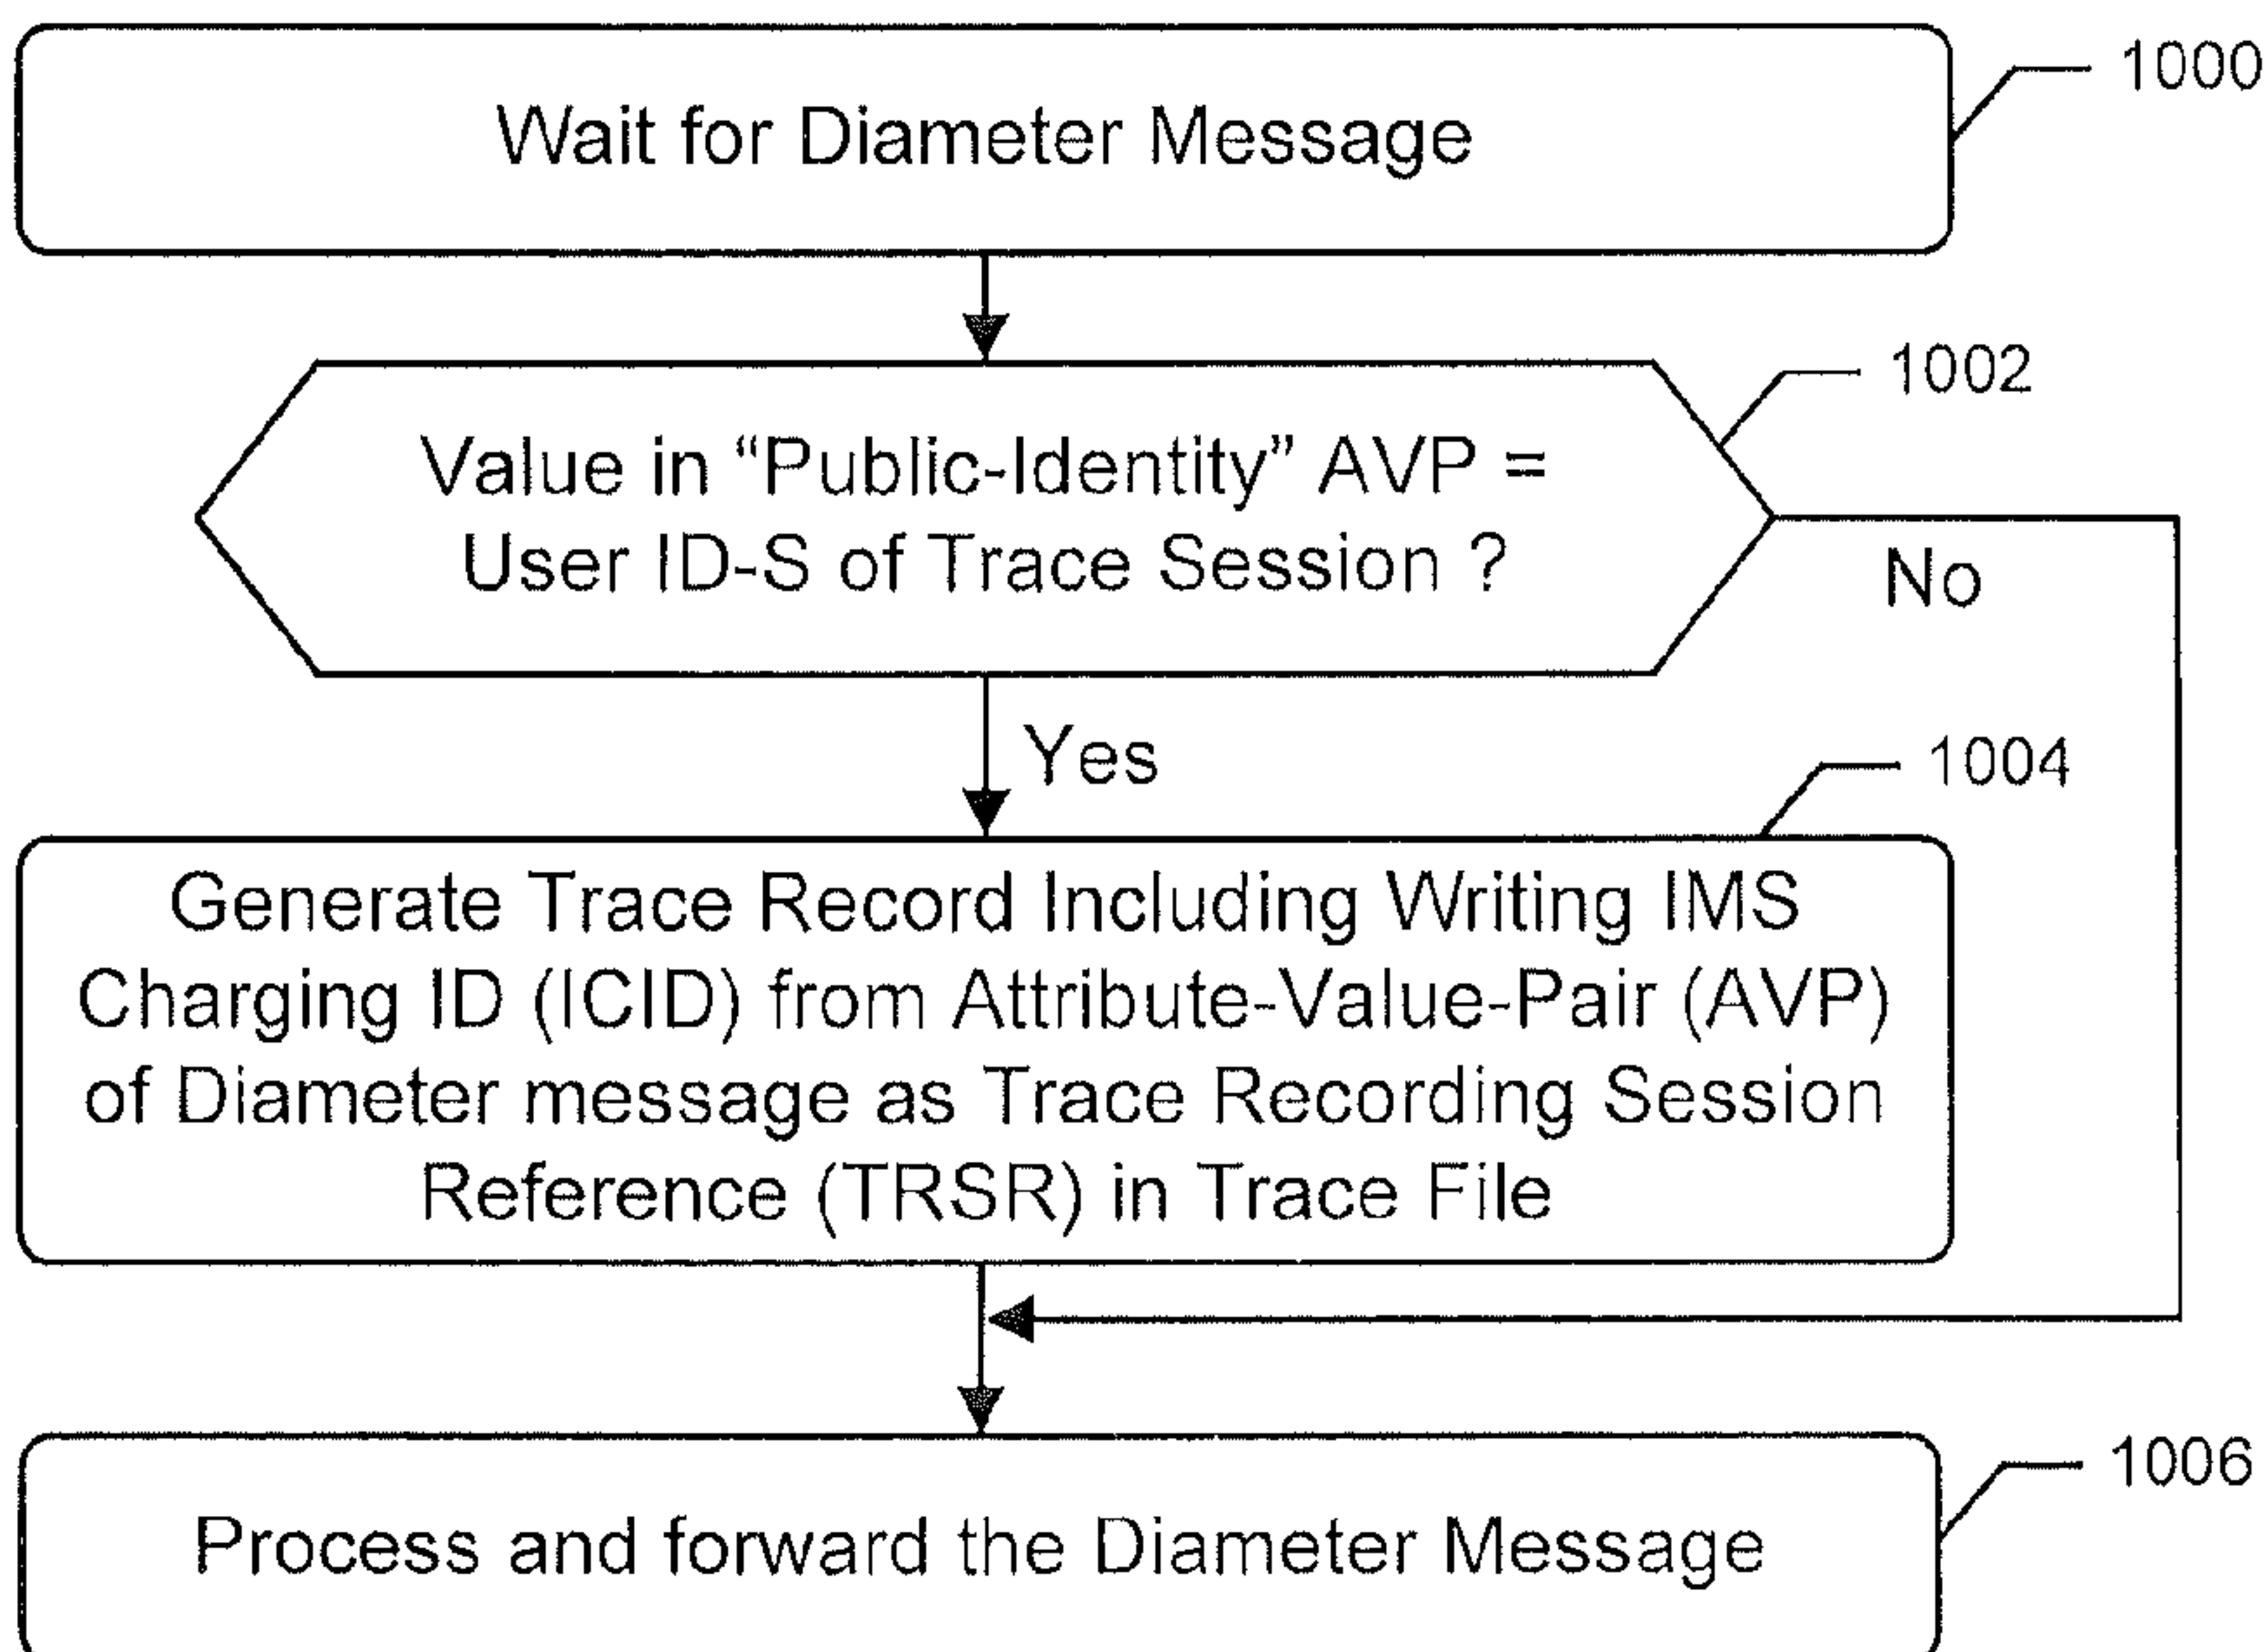 Wait for Diameter Message
1000
Value in “Public-Identity” AVP =
User ID-S of Trace Session ?
1002
No
Yes
1004
Generate Trace Record Including Writing IMS
Charging ID (ICID) from Attribute-Value-Pair (AVP)
of Diameter message as Trace Recording Session
Reference (TRSR) in Trace File
Process and forward the Diameter Message
1006